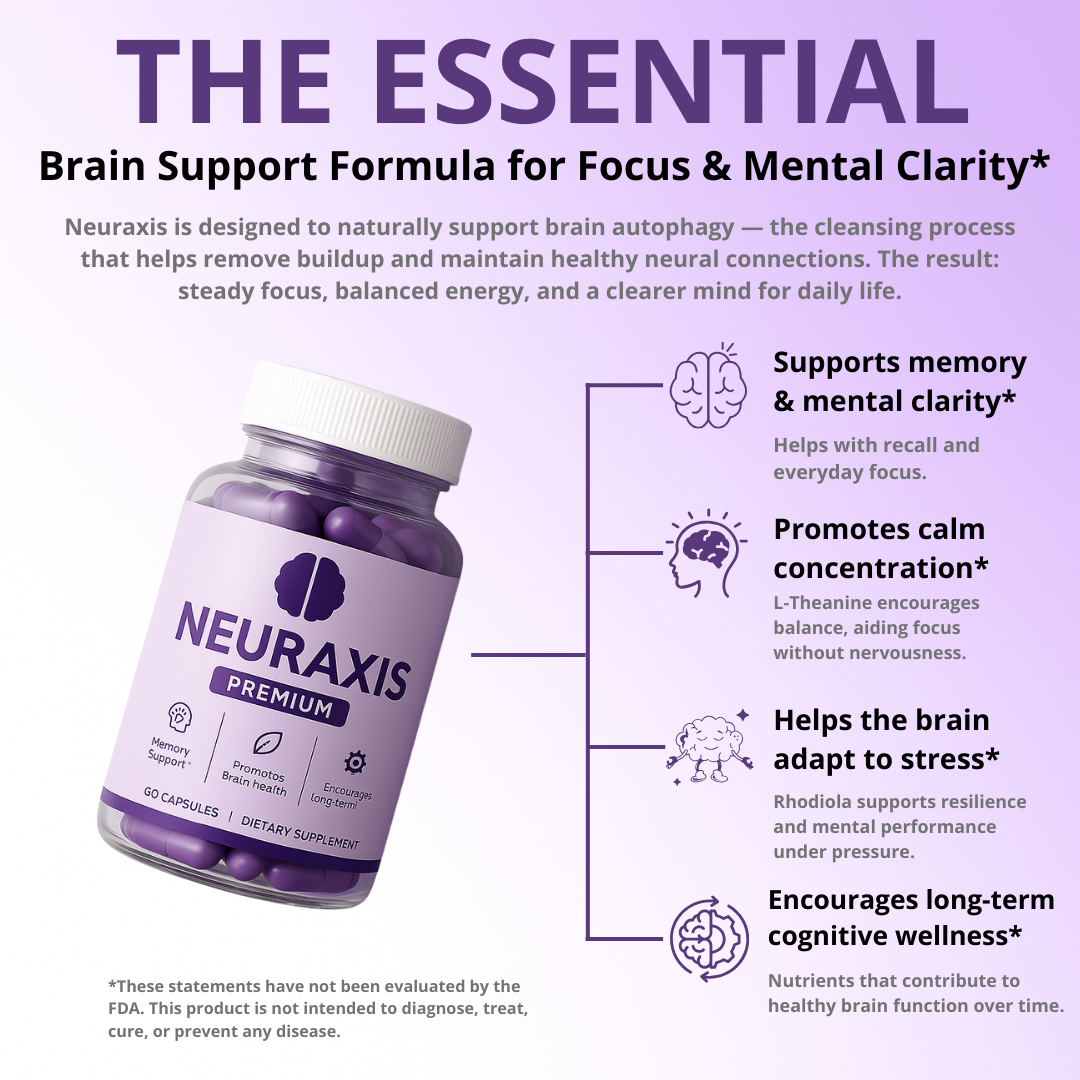 THE ESSENTIAL
Brain Support Formula for Focus & Mental Clarity*
Neuraxis is designed to naturally support brain autophagy — the cleansing process
that helps remove buildup and maintain healthy neural connections. The result:
steady focus, balanced energy, and a clearer mind for daily life.
NEURAXIS
PREMIUM
Memory
Support*
Promotos
Brain health
Encourages
long-term
GO CAPSULES | DIETARY SUPPLEMENT
Supports memory
& mental clarity*
Helps with recall and
everyday focus.
Promotes calm
concentration*
L-Theanine encourages
balance, aiding focus
without nervousness.
Helps the brain
adapt to stress*
Rhodiola supports resilience
and mental performance
under pressure.
Encourages long-term
cognitive wellness*
Nutrients that contribute to
healthy brain function over time.
*These statements have not been evaluated by the
FDA. This product is not intended to diagnose, treat,
cure, or prevent any disease.